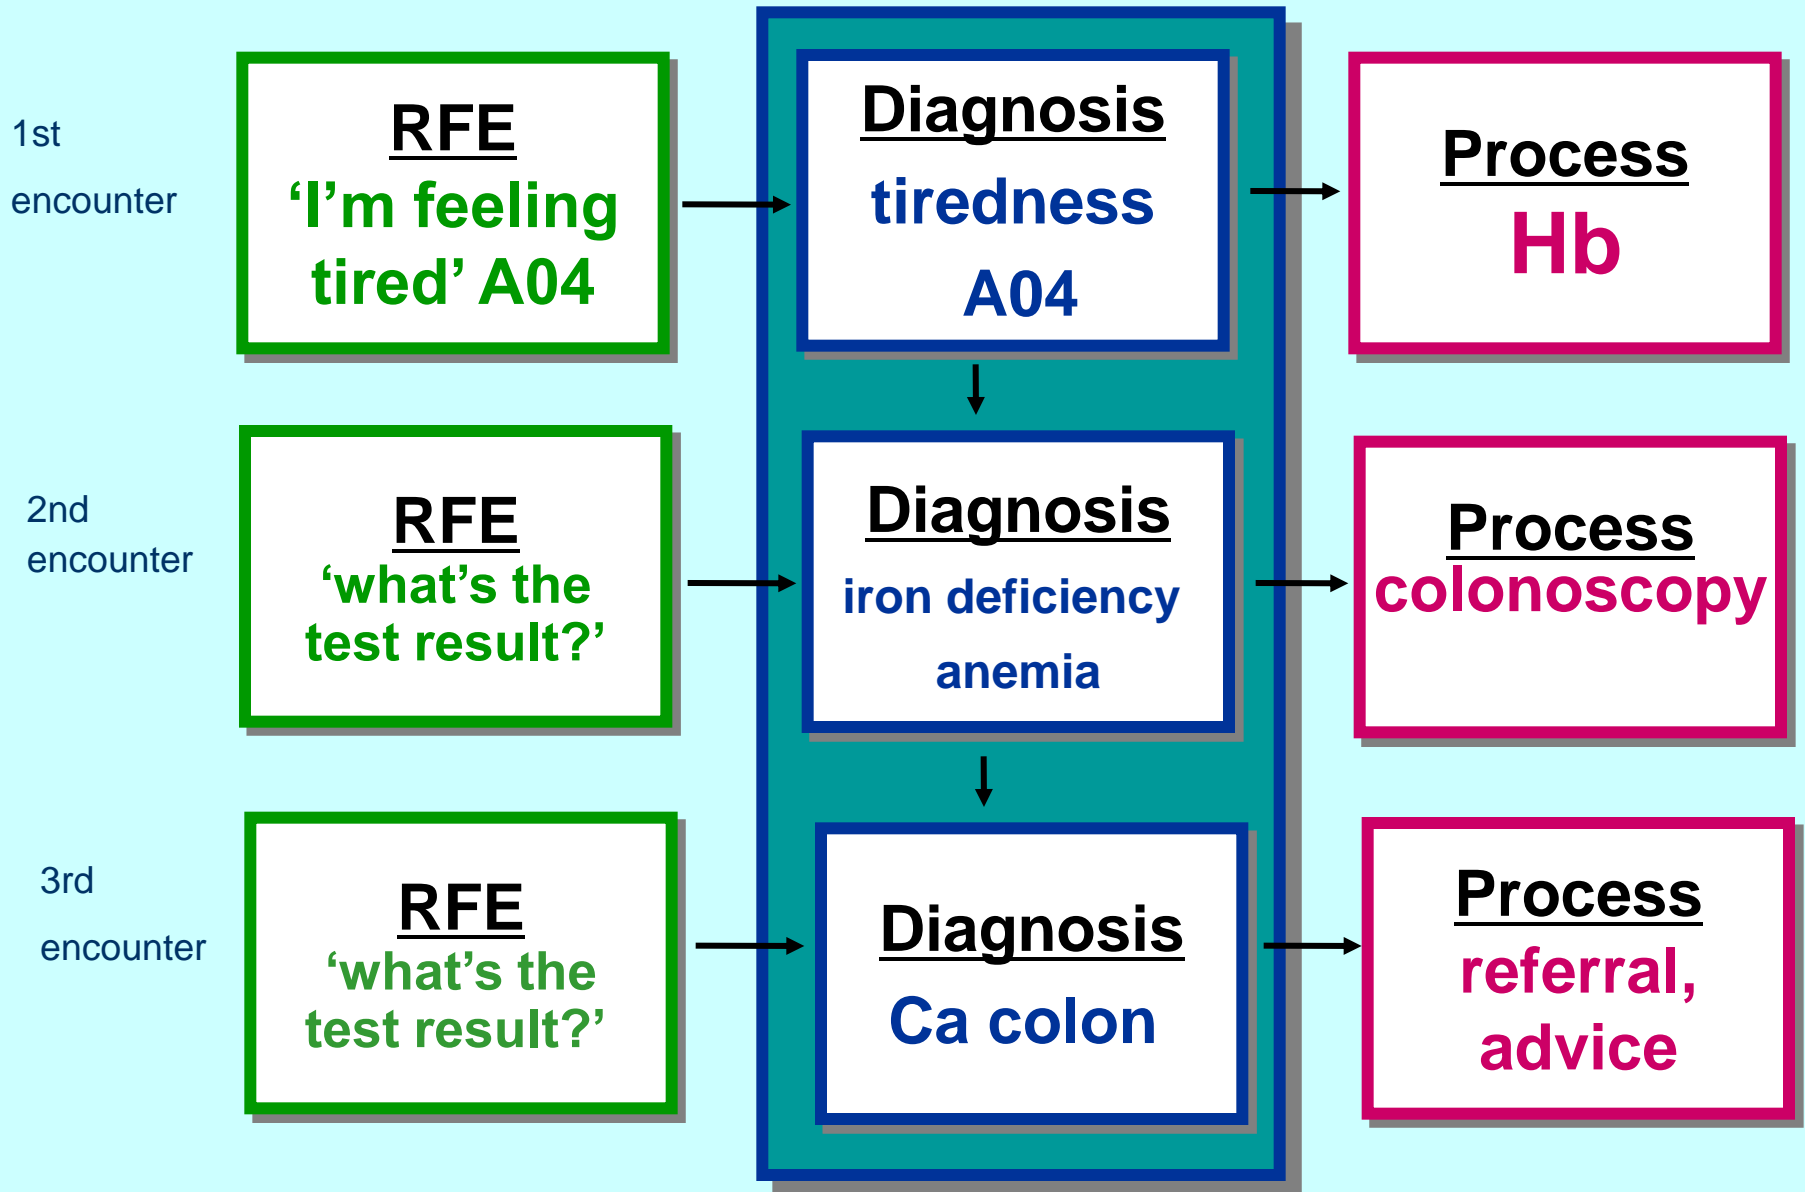 1st
encounter
RFE
‘I’m feeling
tired’ A04
Diagnosis
tiredness
A04
Process
Hb
2nd
encounter
RFE
‘what’s the
test result?’
Diagnosis
iron deficiency
anemia
Process
colonoscopy
3rd
encounter
RFE
‘what’s the
test result?’
Diagnosis
Ca colon
Process
referral,
advice